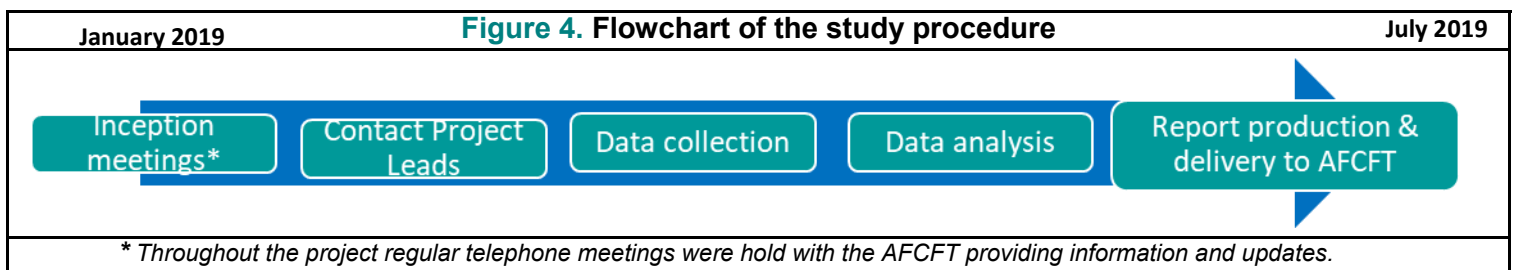 January 2019
Figure 4. Flowchart of the study procedure
July 2019
Inception
meetings*
Contact Project
Leads
Data collection
Data analysis
Report production &
delivery to AFCFT
* Throughout the project regular telephone meetings were hold with the AFCFT providing information and updates.